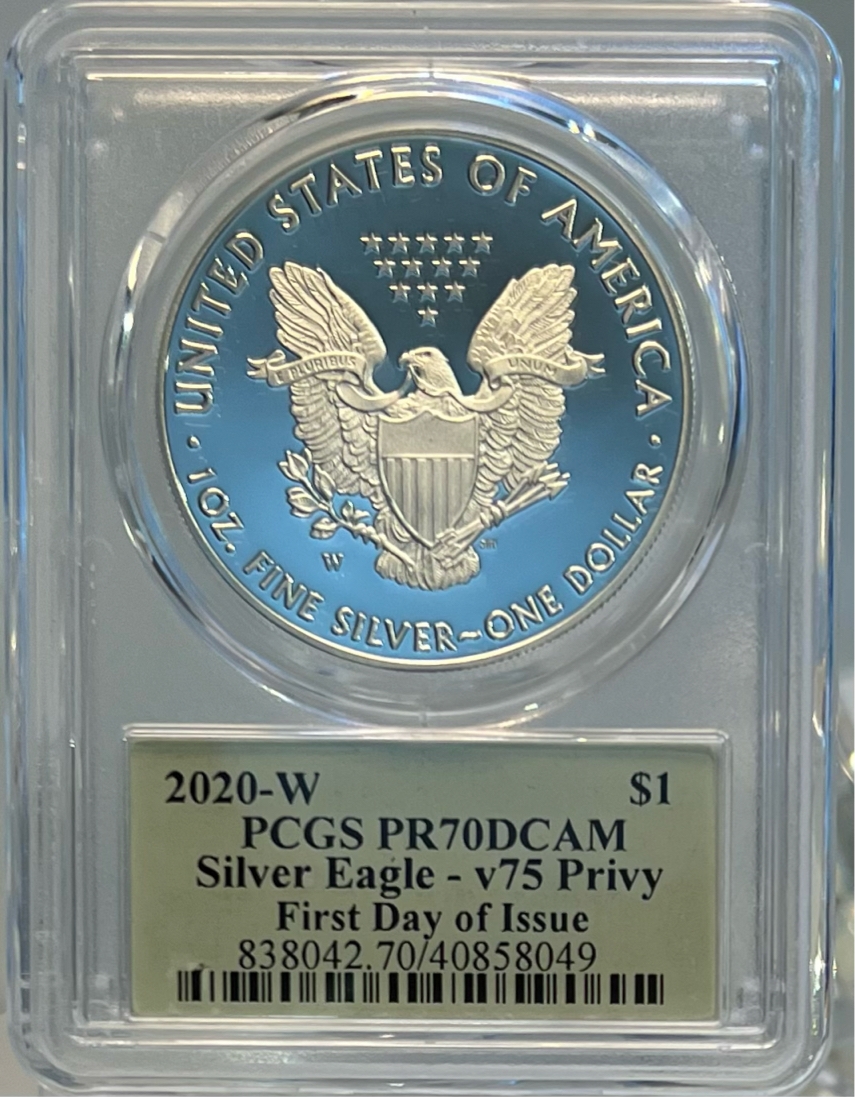 UNITED STATES OF AMERICA
E PLURIBUS UNUM
W
1 OZ. FINE SILVER~ONE DOLLAR
2020-W $1
PCGS PR70DCAM
Silver Eagle - v75 Privy
First Day of Issue
838042.70/40858049